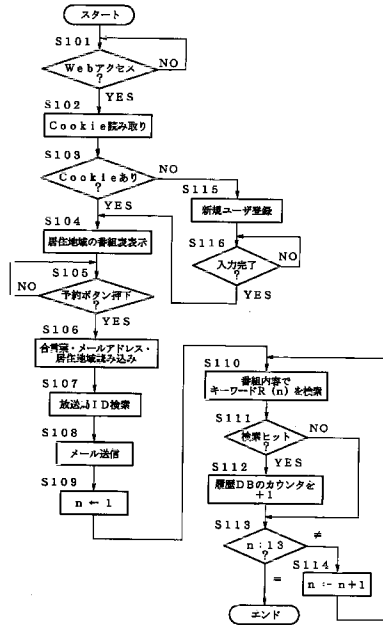 スタート
S101
Webアクセス
?
NO
YES
S102
Cookie読み取り
S103
Cookieあり
?
NO
YES
S115
新規ユーザ登録
S116
入力完了
?
NO
YES
S104
居住地域の番組表表示
S105
予約ボタン押下
?
NO
YES
S106
合言葉・メールアドレス・
居住地域読み込み
S107
放送局ID検索
S108
メール送信
S109
n ← 1
S110
番組内容で
キーワードR(n)を検索
S111
検索ヒット
?
NO
YES
S112
履歴DBのカウンタを
+1
S113
n:13
?
≠
=
S114
n:-n+1
エンド